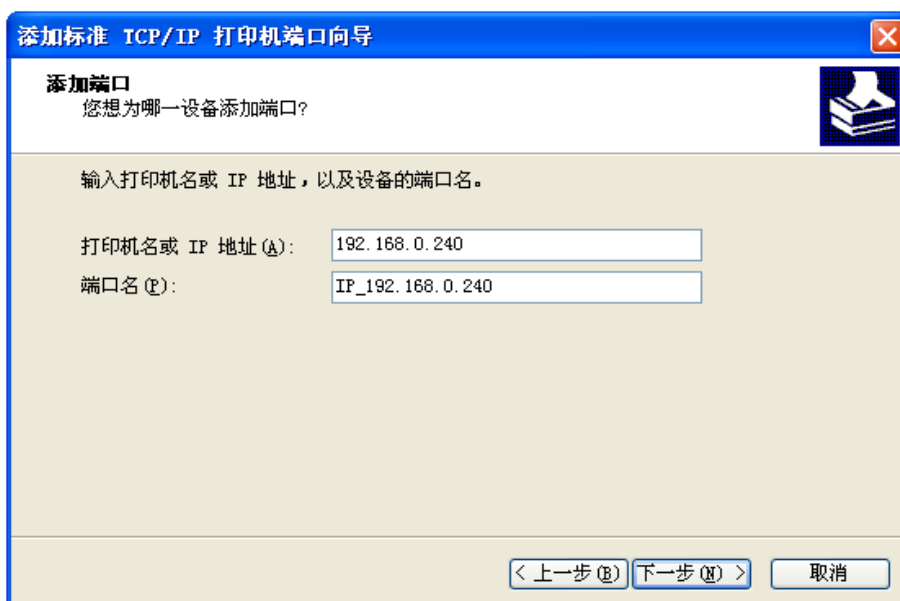 添加标准 TCP/IP 打印机端口向导
添加端口
您想为哪一设备添加端口?
输入打印机名或 IP 地址，以及设备的端口名。
打印机名或 IP 地址(A): 192.168.0.240
端口名(P): IP_192.168.0.240
< 上一步(B) 下一步(N) > 取消